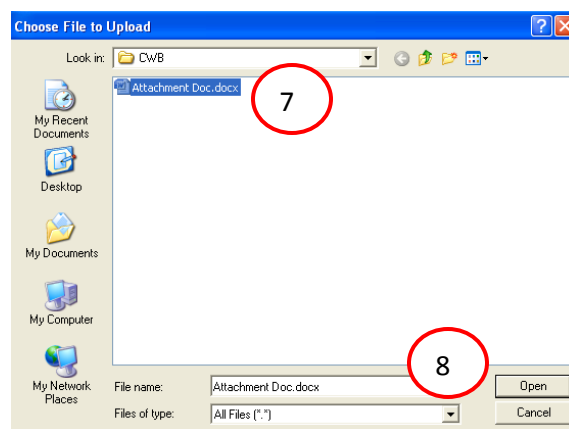 Choose File to Upload
Look in: CWB
Attachment Doc.docx
7
My Recent
Documents
Desktop
My Documents
My Computer
My Network
Places
8
File name: Attachment Doc.docx Open
Files of type: All Files (*.*) Cancel